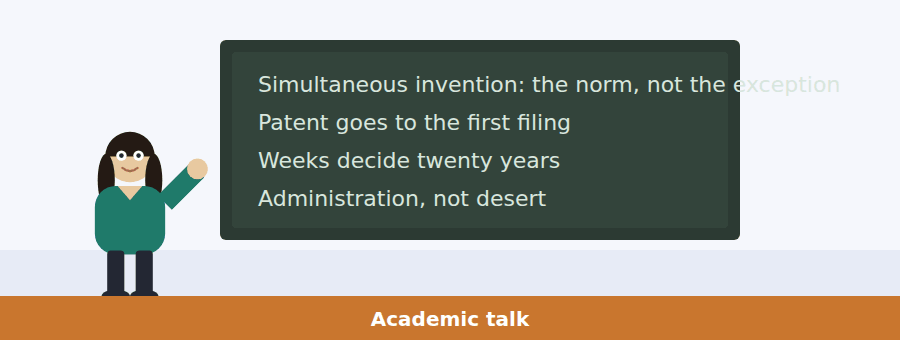 Simultaneous invention: the norm, not the exception
Patent goes to the first filing
Weeks decide twenty years
Administration, not desert
Academic talk